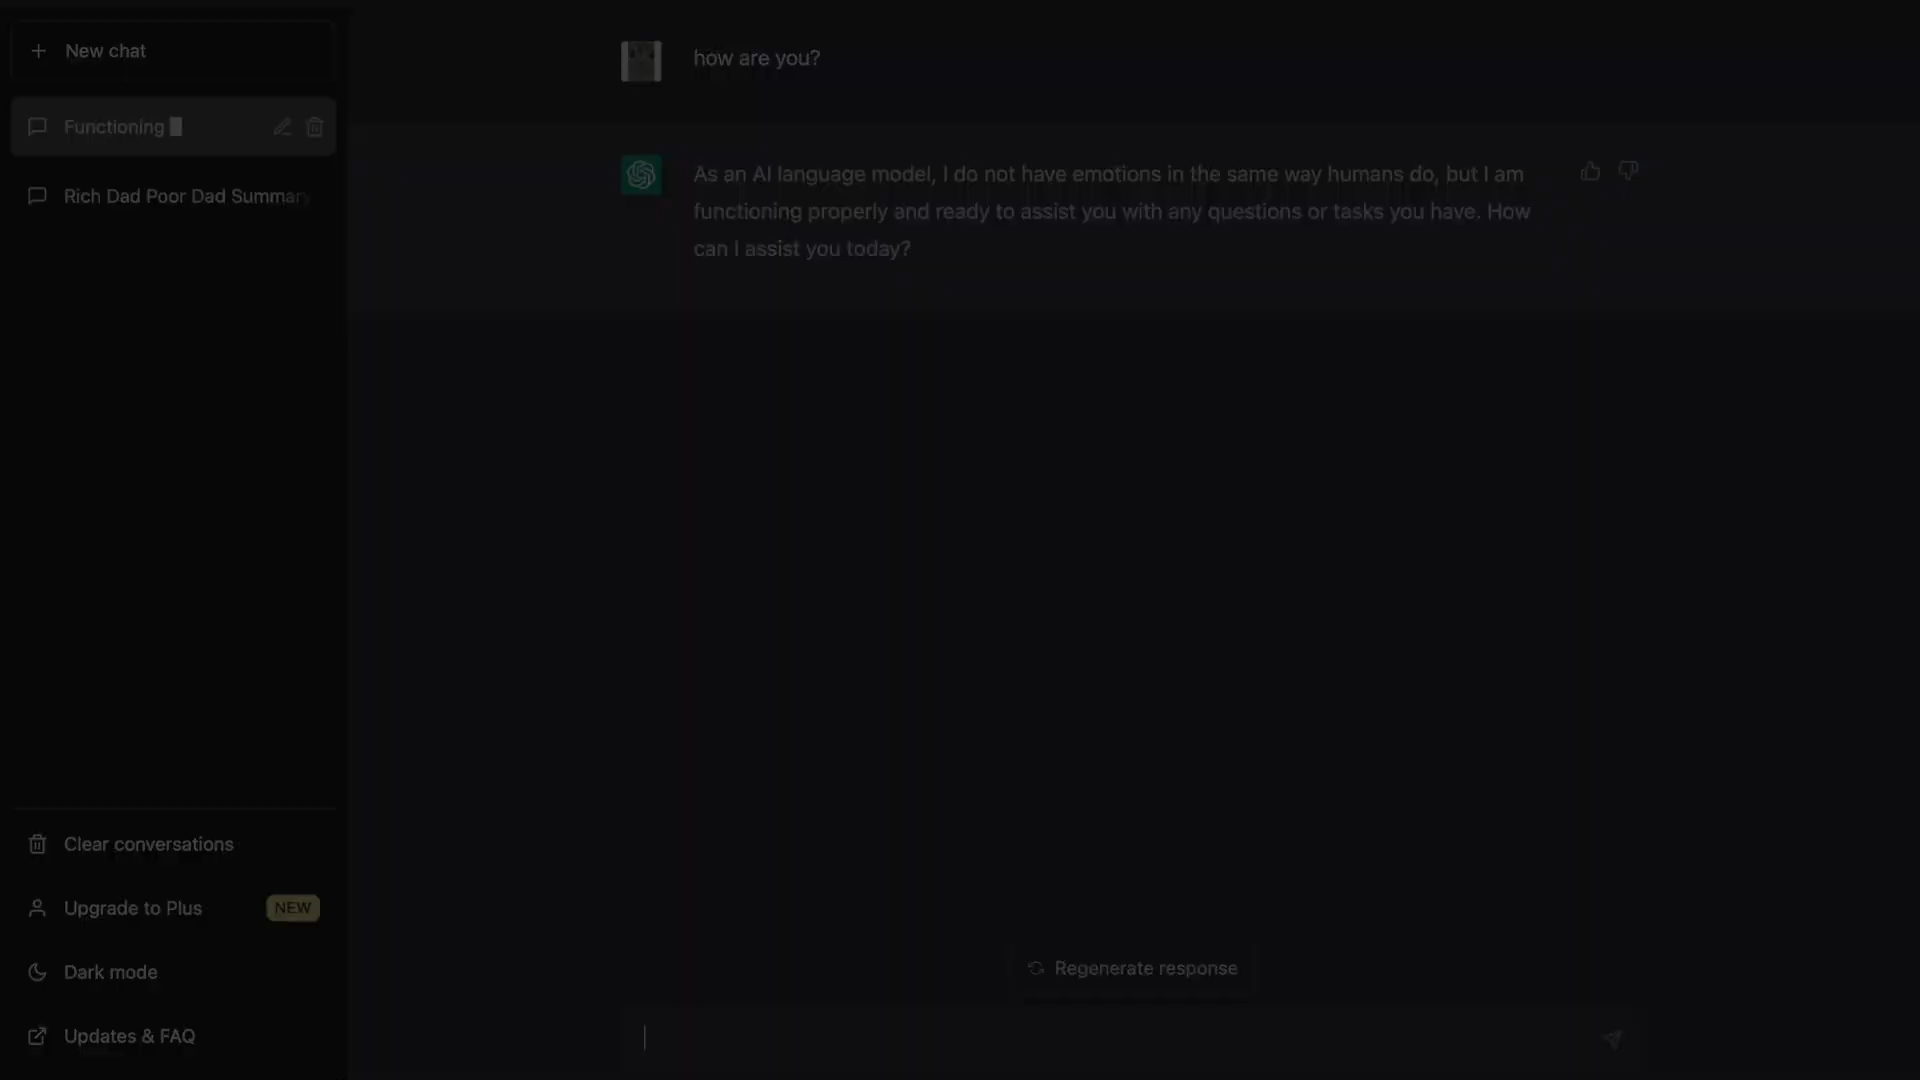 New chat
Functioning
Rich Dad Poor Dad Summary
Clear conversations
Upgrade to Plus
NEW
Dark mode
Updates & FAQ
how are you?
As an AI language model, I do not have emotions in the same way humans do, but I am
functioning properly and ready to assist you with any questions or tasks you have. How
can I assist you today?
Regenerate response